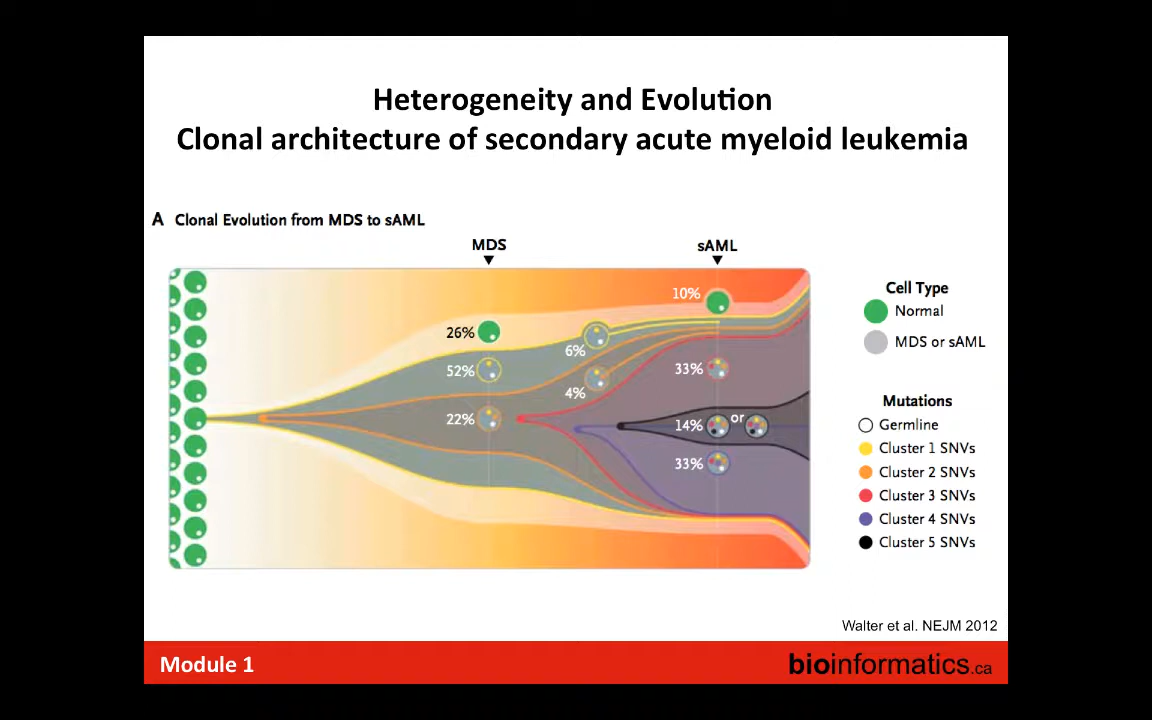 Heterogeneity and Evolution
Clonal architecture of secondary acute myeloid leukemia
A Clonal Evolution from MDS to sAML
MDS
sAML
10%
26%
6%
52%
33%
4%
22%
14%
or
33%
Cell Type
Normal
MDS or sAML
Mutations
Germline
Cluster 1 SNVs
Cluster 2 SNVs
Cluster 3 SNVs
Cluster 4 SNVs
Cluster 5 SNVs
Walter et al. NEJM 2012
Module 1
bioinformatics.ca